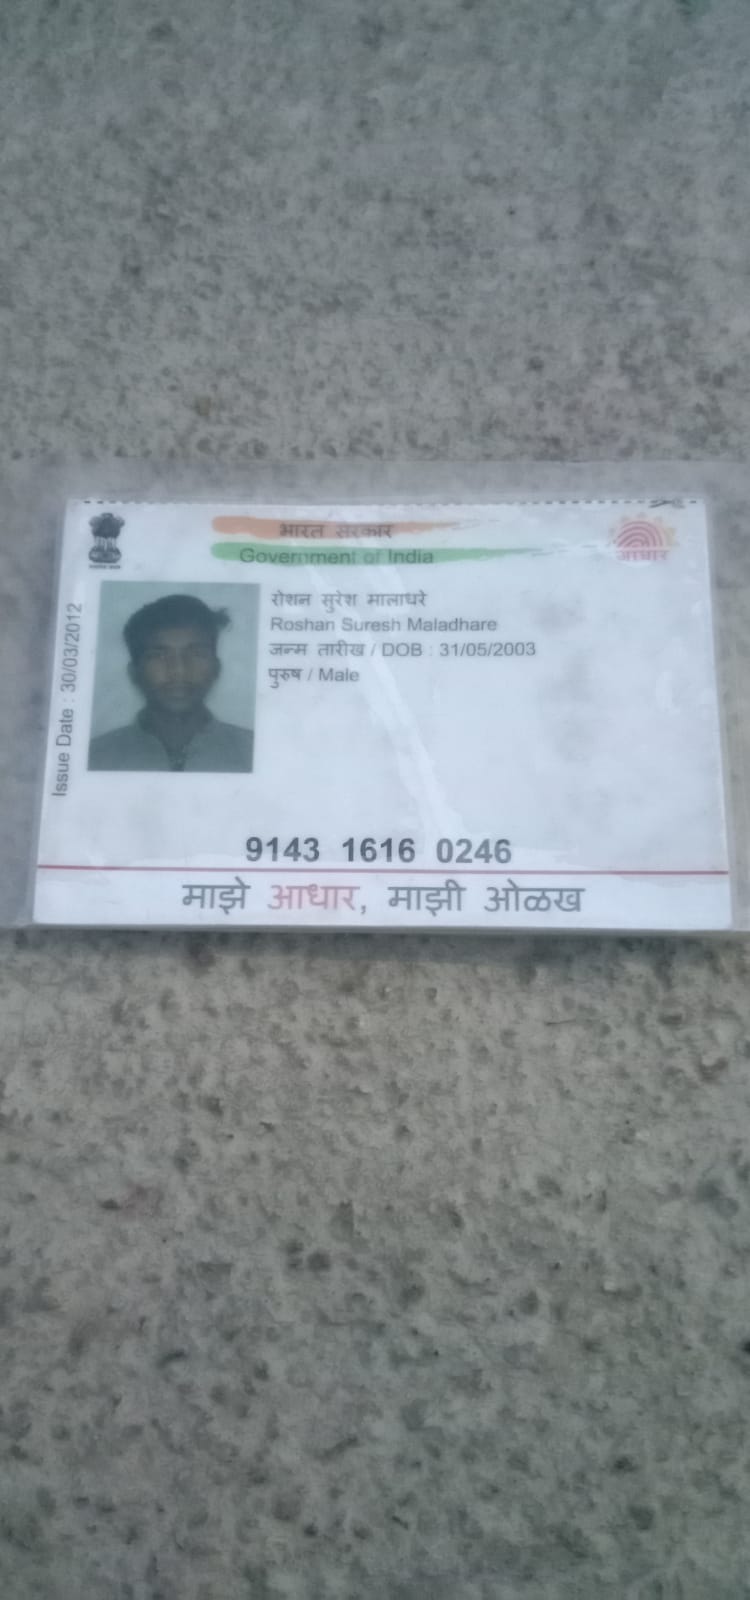 भारत सरकार
Government of India
आधार
Issue Date : 30/03/2012
रोशन सुरेश मालाधरे
Roshan Suresh Maladhare
जन्म तारीख / DOB : 31/05/2003
पुरुष / Male
9143 1616 0246
माझे आधार, माझी ओळख